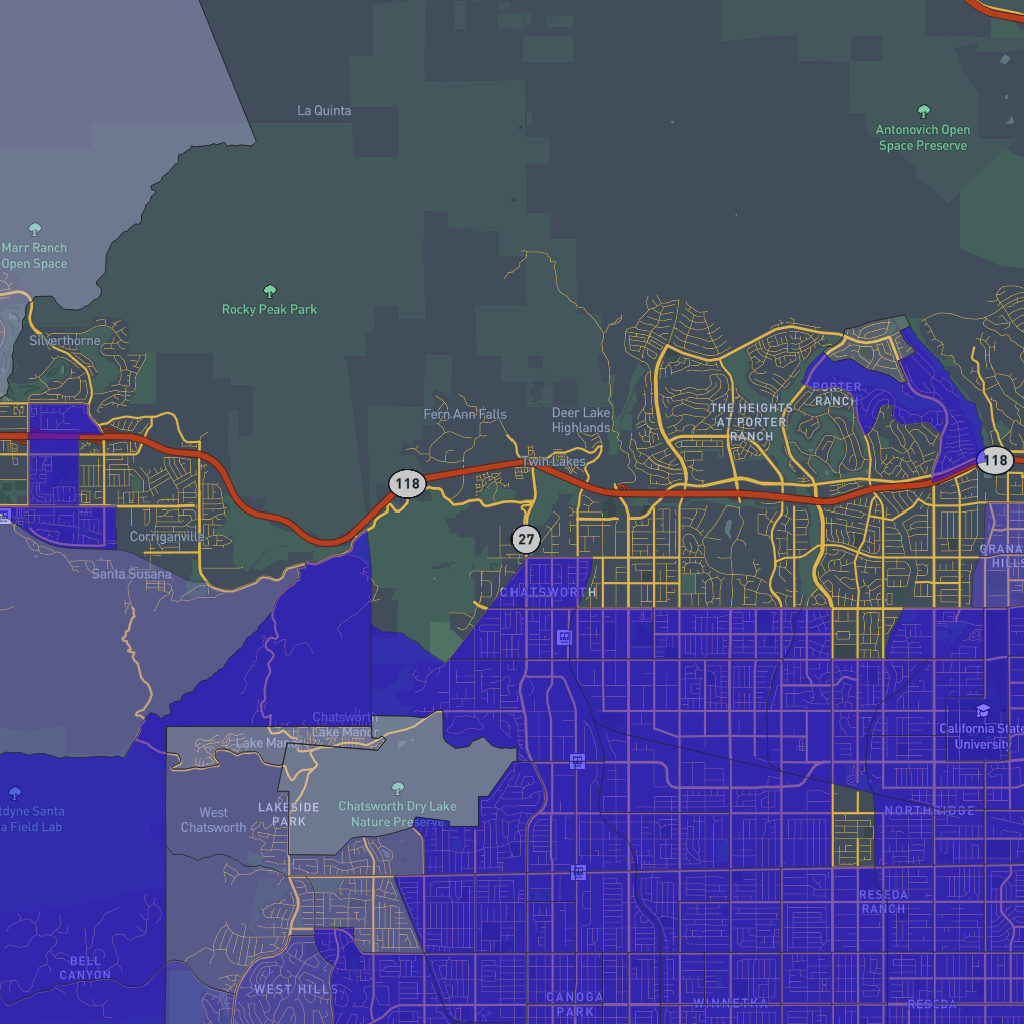 La Quinta
Antonovich Open
Space Preserve
Marr Ranch
Open Space
Rocky Peak Park
Silverthorne
PORTER
RANCH
Fern Ann Falls
Deer Lake
Highlands
THE HEIGHTS
AT PORTER
RANCH
Twin Lakes
118
118
27
Corriganville
Santa Susana
GRANA
HILLS
CHATSWORTH
Chatsworth
Lake Manor
Lake Manor
California State
University
tdyne Santa
a Field Lab
West
Chatsworth
LAKESIDE
PARK
Chatsworth Dry Lake
Nature Preserve
NORTHRIDGE
RESEDA
RANCH
BELL
CANYON
WEST HILLS
CANOGA
PARK
WINNETKA
RESEDA